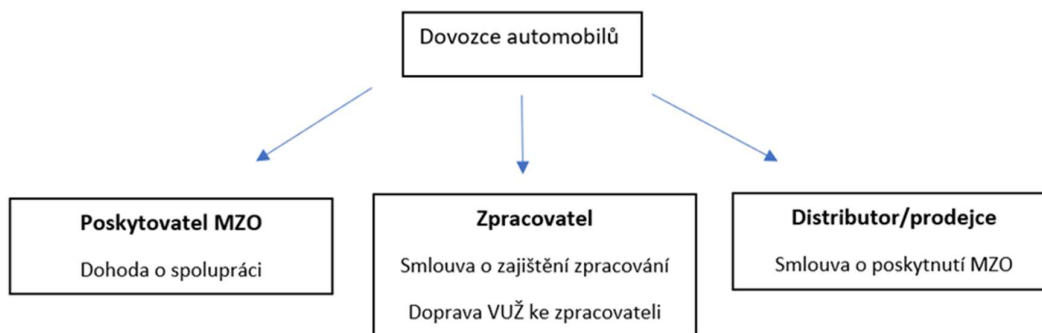 Dovozce automobilů
Poskytovatel MZO
Dohoda o spolupráci
Zpracovatel
Smlouva o zajištění zpracování
Doprava VUŽ ke zpracovateli
Distributor/prodejce
Smlouva o poskytnutí MZO